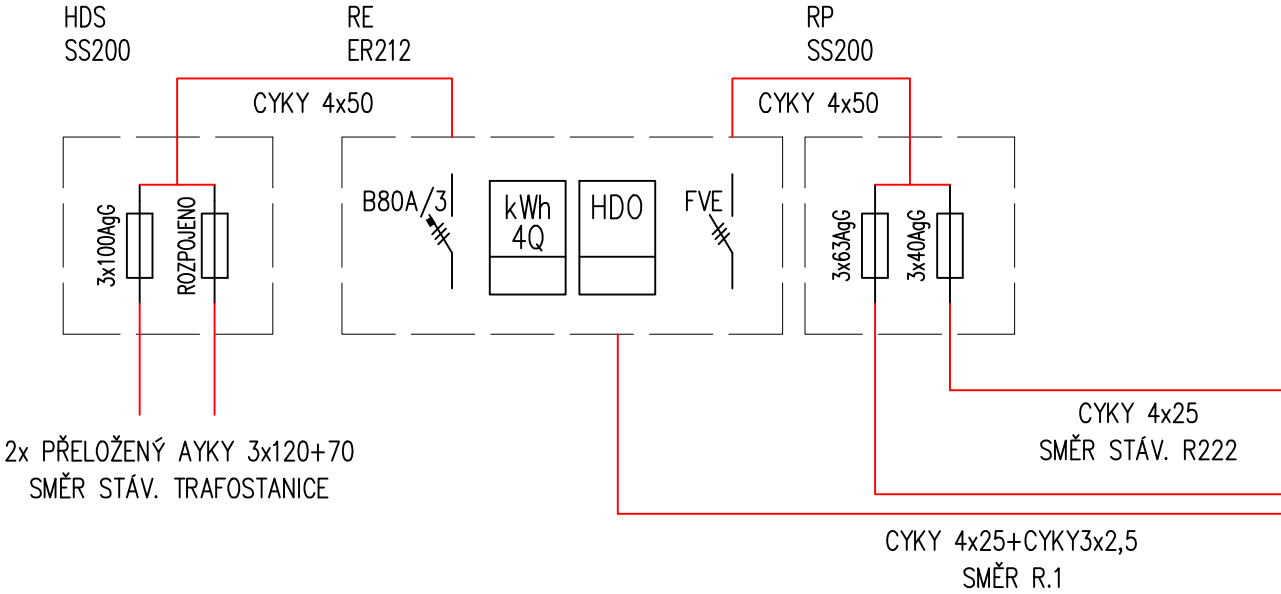 HDS
SS200
RE
ER212
RP
SS200
CYKY 4x50
CYKY 4x50
3x100AgG
ROZPOJENO
B80A/3
kWh
4Q
HDO
FVE
3x63AgG
3x40AgG
2x PŘELOŽENÝ AYKY 3x120+70
SMĚR STÁV. TRAFOSTANICE
CYKY 4x25
SMĚR STÁV. R222
CYKY 4x25+CYKY3x2,5
SMĚR R.1